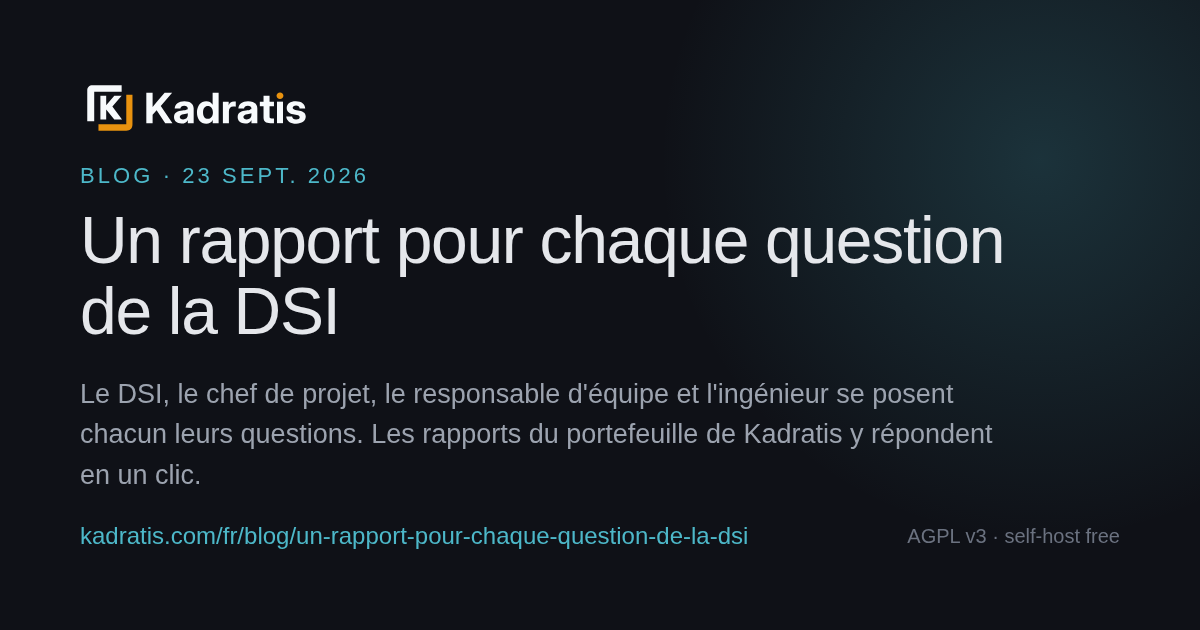 Kadratis
BLOG · 23 SEPT. 2026
Un rapport pour chaque question
de la DSI
Le DSI, le chef de projet, le responsable d'équipe et l'ingénieur se posent
chacun leurs questions. Les rapports du portefeuille de Kadratis y répondent
en un clic.
kadratis.com/fr/blog/un-rapport-pour-chaque-question-de-la-dsi
AGPL v3 · self-host free